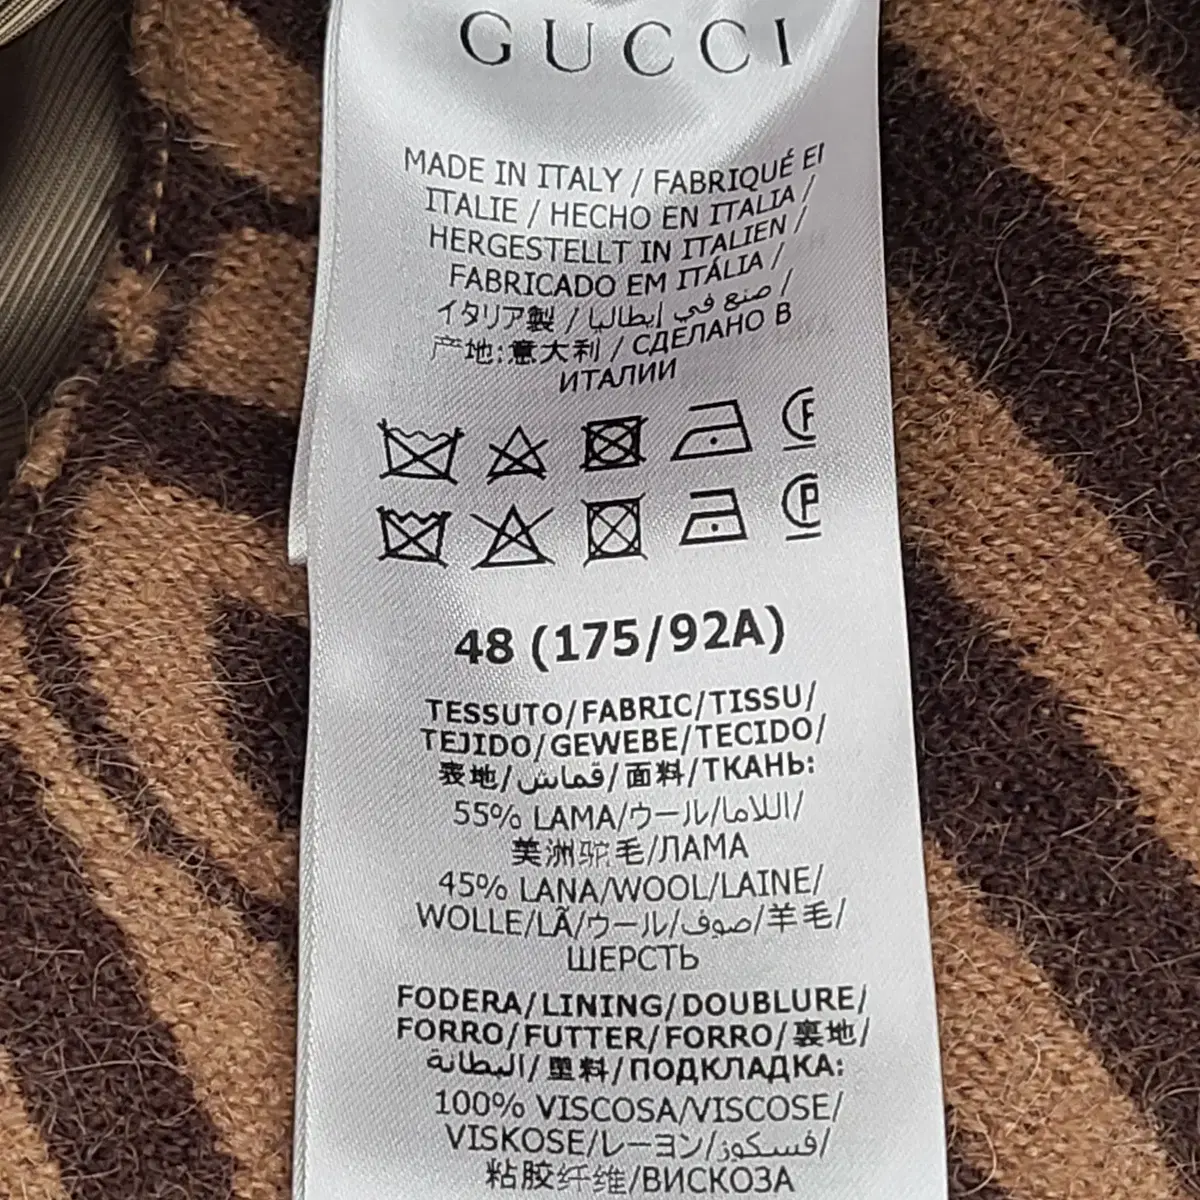 GUCCI
MADE IN ITALY / FABRIQUÉ EN
ITALIE / HECHO EN ITALIA /
HERGESTELLT IN ITALIEN /
FABRICADO EM ITÁLIA /
イタリア製 / صنع في إيطاليا /
产地:意大利 / СДЕЛАНО В
ИТАЛИИ
F
P
48 (175/92A)
TESSUTO/FABRIC/TISSU/
TEJIDO/GEWEBE/TECIDO/
表地/قماش/面料/ТКАНЬ:
55% LAMA/ウール/اللاما/
美洲驼毛/ЛАМА
45% LANA/WOOL/LAINE/
WOLLE/LÃ/ウール/صوف/羊毛/
ШЕРСТЬ
FODERA/LINING/DOUBLURE/
FORRO/FUTTER/FORRO/裏地/
البطانة/里料/ПОДКЛАДКА:
100% VISCOSA/VISCOSE/
VISKOSE/レーヨン/فسكوز/
粘胶纤维/ВИСКОЗА